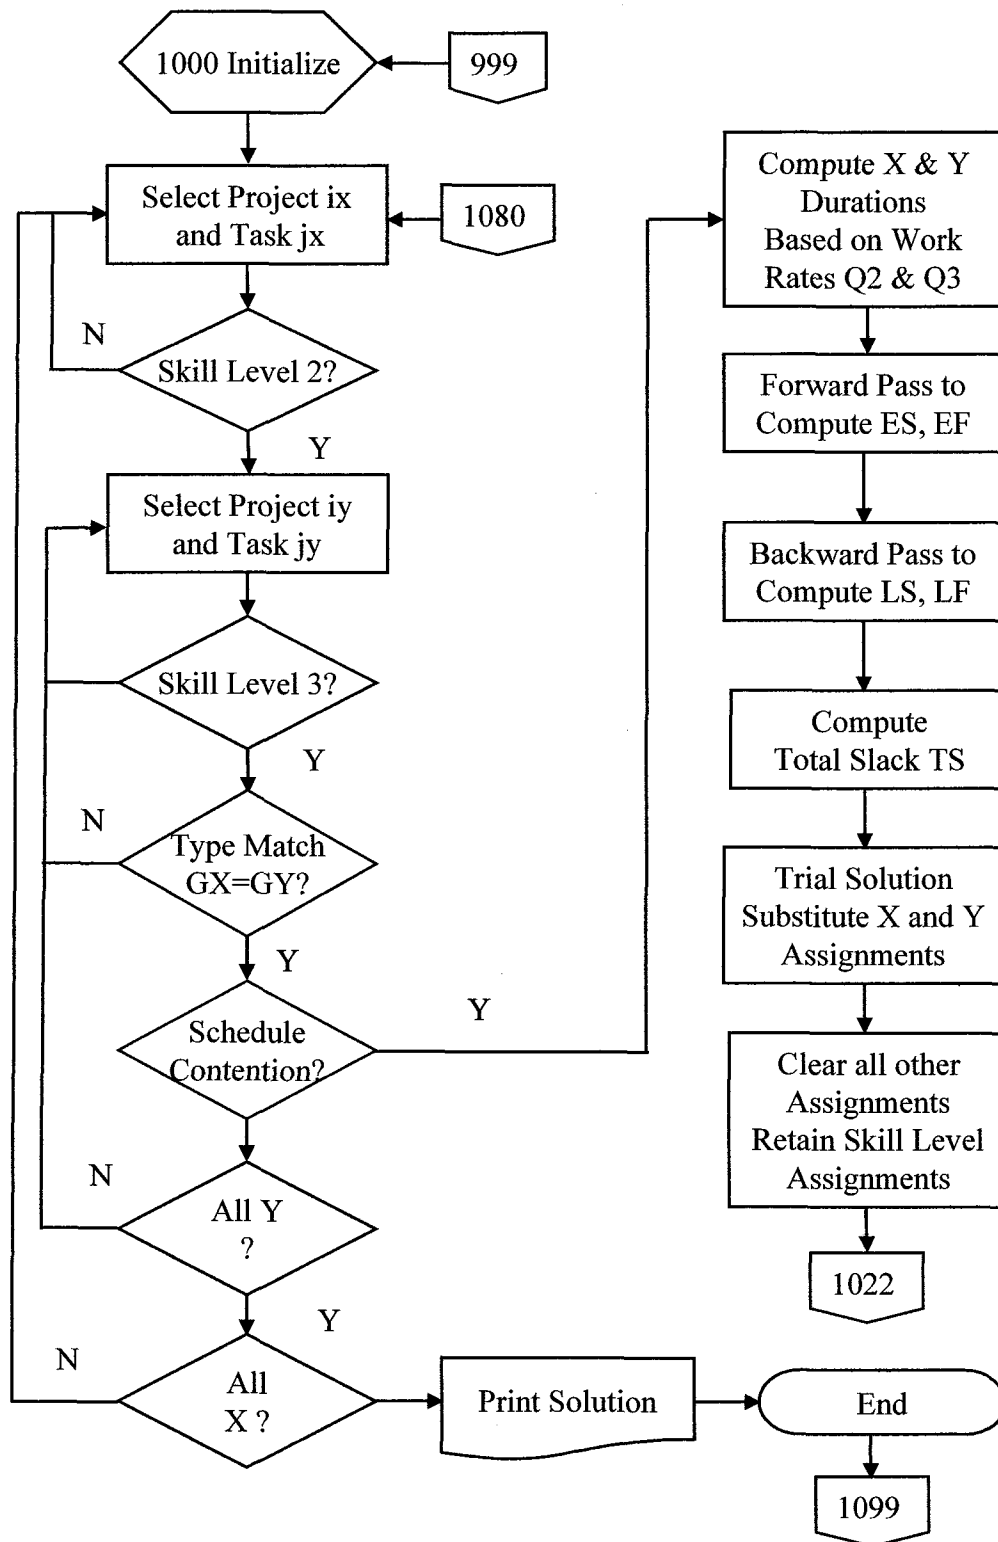 1000 Initialize
999
Select Project ix
and Task jx
1080
N
Skill Level 2?
Y
Select Project iy
and Task jy
Skill Level 3?
Y
N
Type Match
GX=GY?
Y
Schedule
Contention?
Y
N
All Y
?
Y
N
All
X ?
Print Solution
End
1099
Compute X & Y
Durations
Based on Work
Rates Q2 & Q3
Forward Pass to
Compute ES, EF
Backward Pass to
Compute LS, LF
Compute
Total Slack TS
Trial Solution
Substitute X and Y
Assignments
Clear all other
Assignments
Retain Skill Level
Assignments
1022